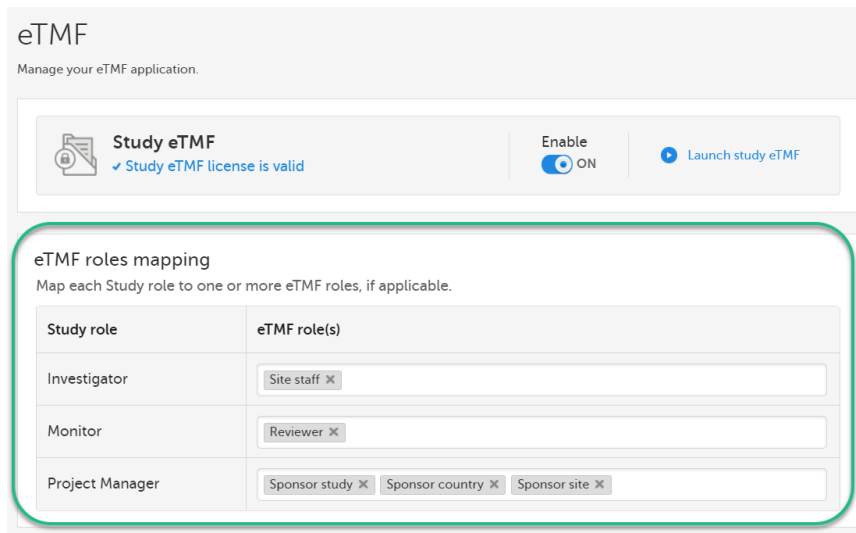 eTMF
Manage your eTMF application.
Study eTMF
✔ Study eTMF license is valid
Enable
ON
Launch study eTMF
eTMF roles mapping
Map each Study role to one or more eTMF roles, if applicable.
Study role eTMF role(s)
Investigator Site staff ✖
Monitor Reviewer ✖
Project Manager Sponsor study ✖ Sponsor country ✖ Sponsor site ✖